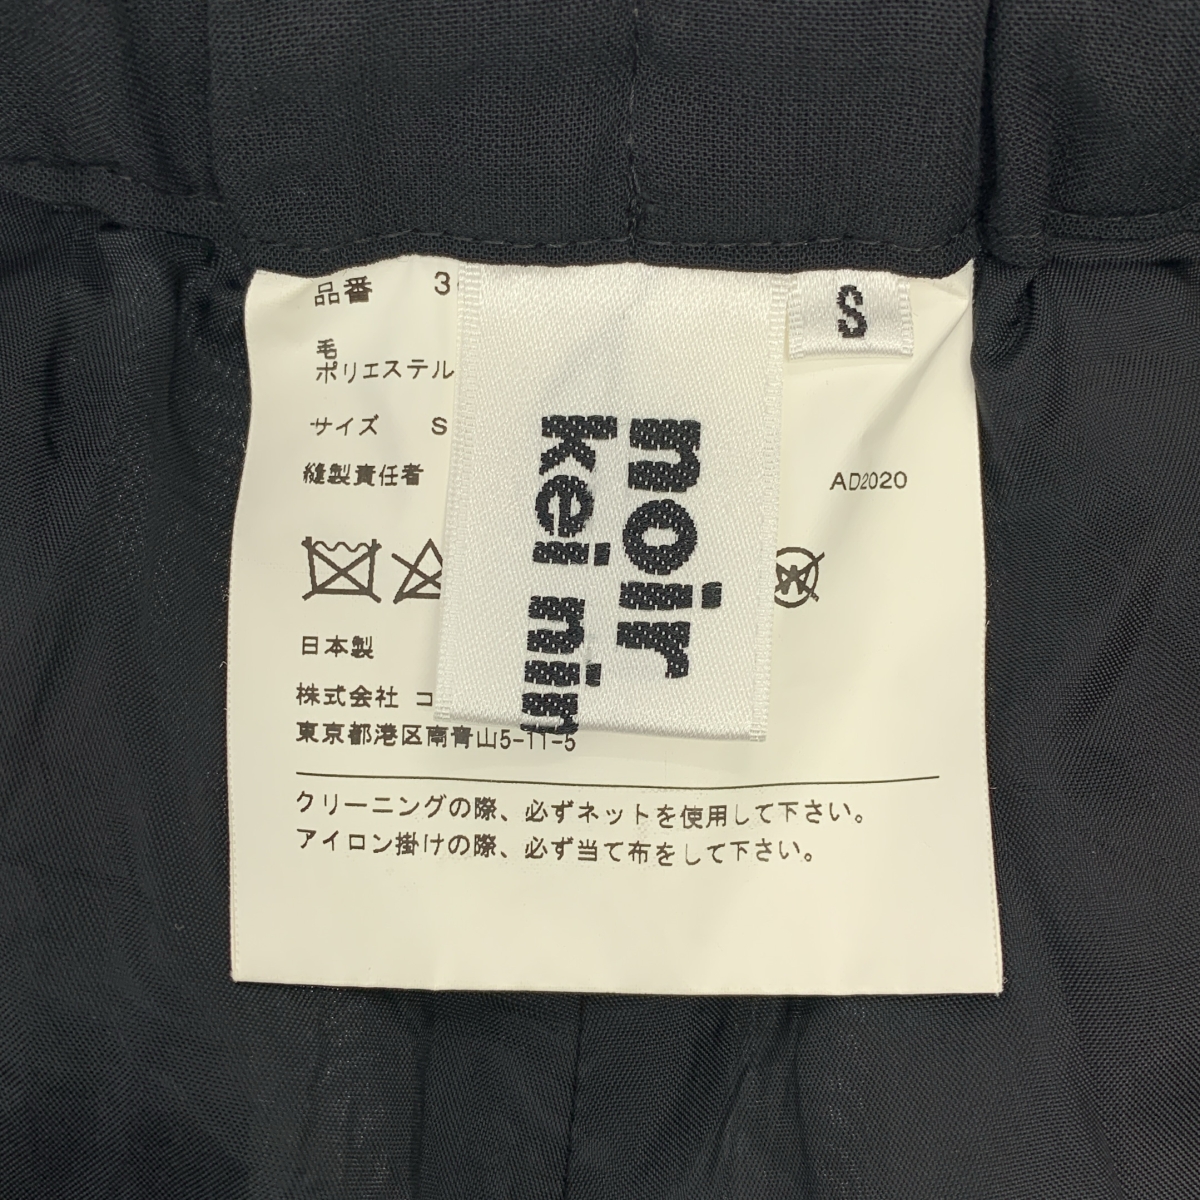 品番 3
毛
ポリエステル
サイズ S
縫製責任者
AD2020
S
noir
kei nin
日本製
株式会社 コ
東京都港区南青山5-11-5
クリーニングの際、必ずネットを使用して下さい。
アイロン掛けの際、必ず当て布をして下さい。